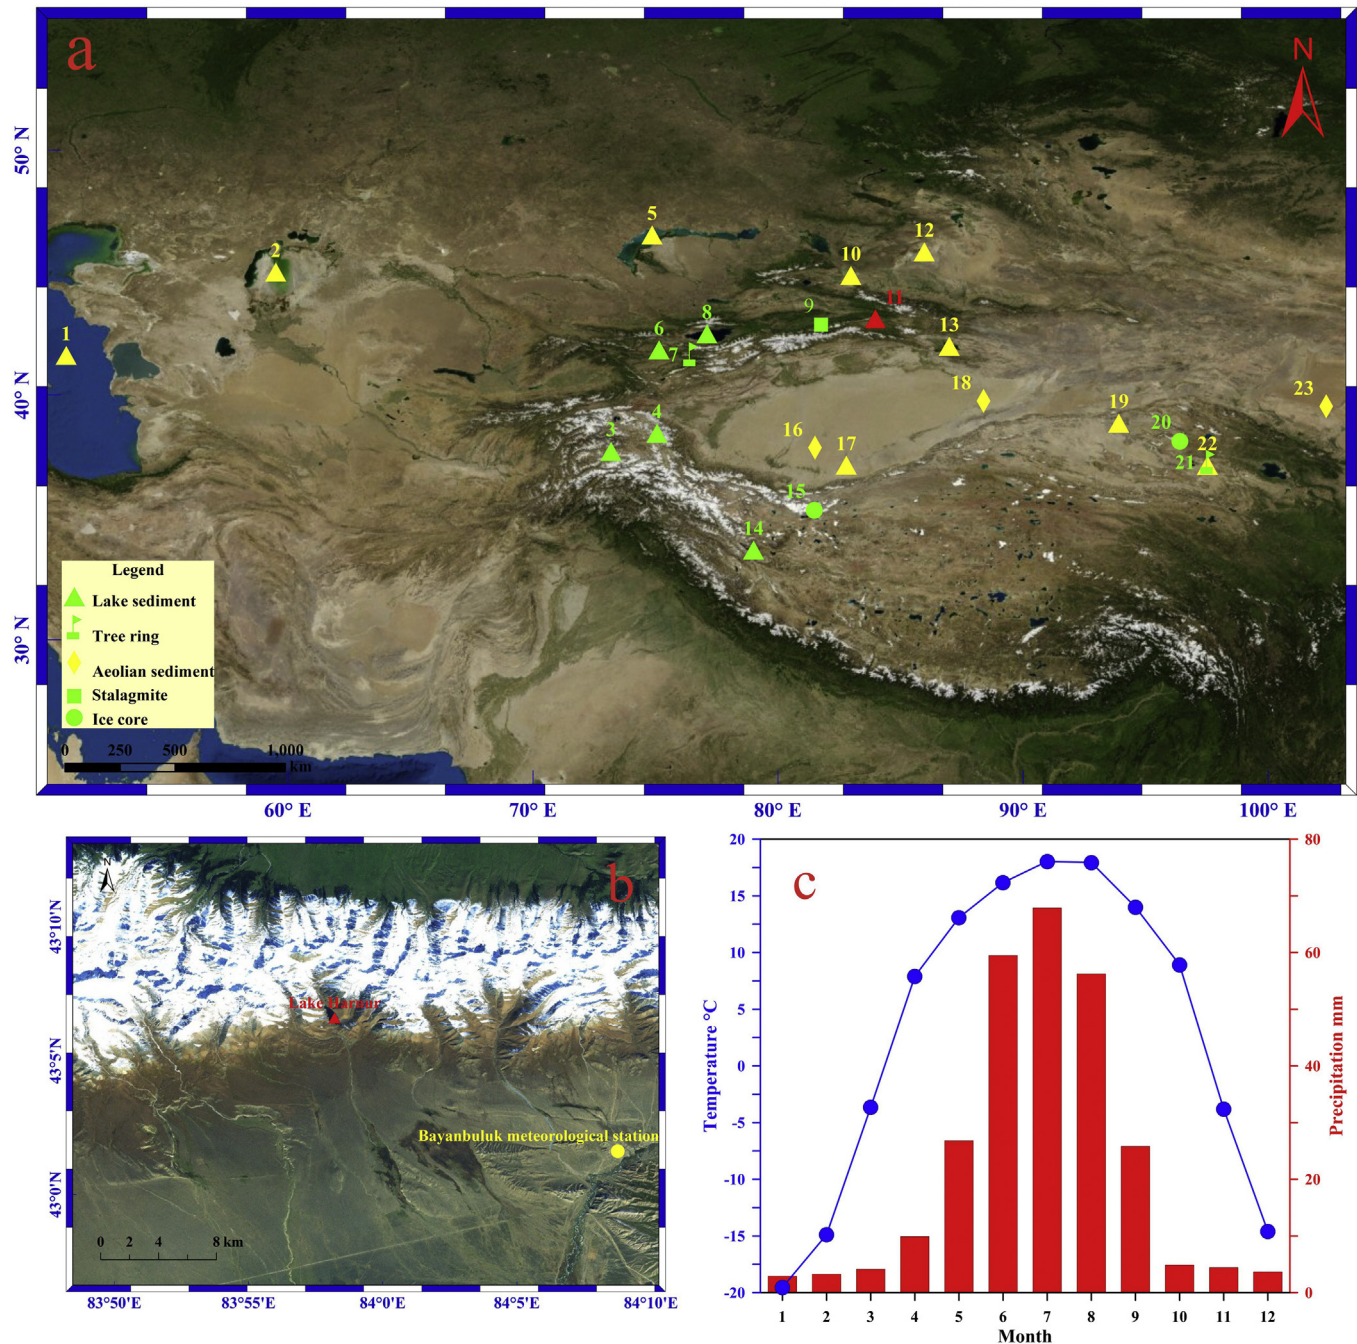 a
N
50° N
40° N
30° N
1
2
3
4
5
6
7
8
9
10
11
12
13
14
15
16
17
18
19
20
21
22
23
Legend
Lake sediment
Tree ring
Aeolian sediment
Stalagmite
Ice core
0 250 500 1,000
km
60° E 70° E 80° E 90° E 100° E
b
N
43°10'N
43°5'N
43°0'N
Lake Harnur
Bayanbuluk meteorological station
0 2 4 8 km
83°50'E 83°55'E 84°0'E 84°5'E 84°10'E
c
Temperature °C
20
15
10
5
0
-5
-10
-15
-20
Precipitation mm
80
60
40
20
0
1 2 3 4 5 6 7 8 9 10 11 12
Month